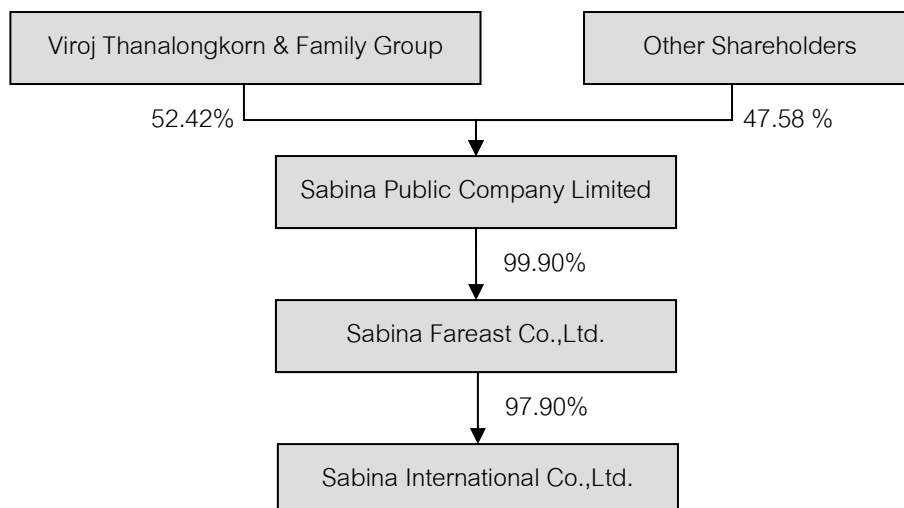 Viroj Thanalongkorn & Family Group
Other Shareholders
52.42%
47.58 %
Sabina Public Company Limited
99.90%
Sabina Fareast Co.,Ltd.
97.90%
Sabina International Co.,Ltd.